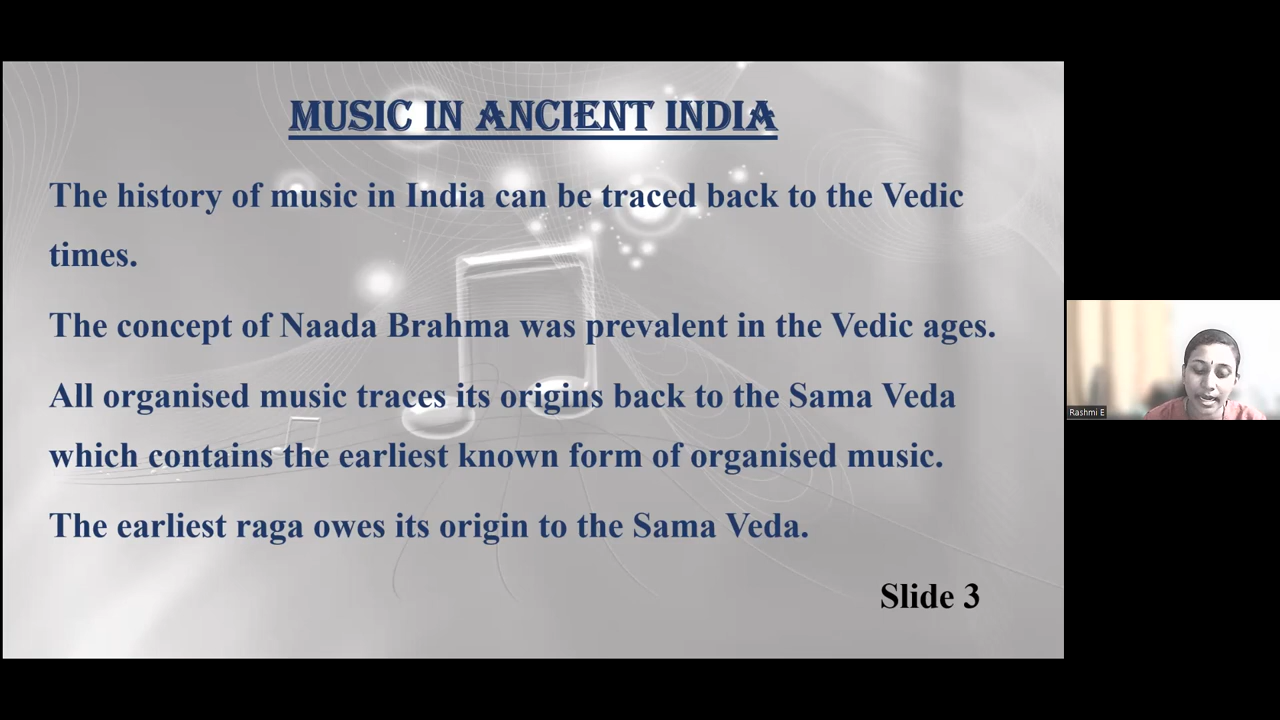 MUSIC IN ANCIENT INDIA
The history of music in India can be traced back to the Vedic
times.
The concept of Naada Brahma was prevalent in the Vedic ages.
All organised music traces its origins back to the Sama Veda
which contains the earliest known form of organised music.
The earliest raga owes its origin to the Sama Veda.
Slide 3
Rashmi E